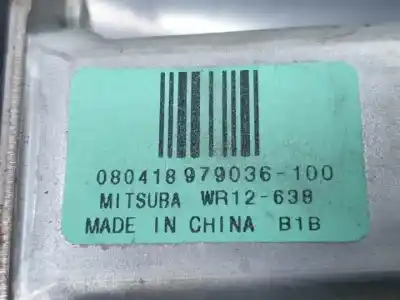 080418 979036-100
MITSUBA WR12-638
MADE IN CHINA B1B